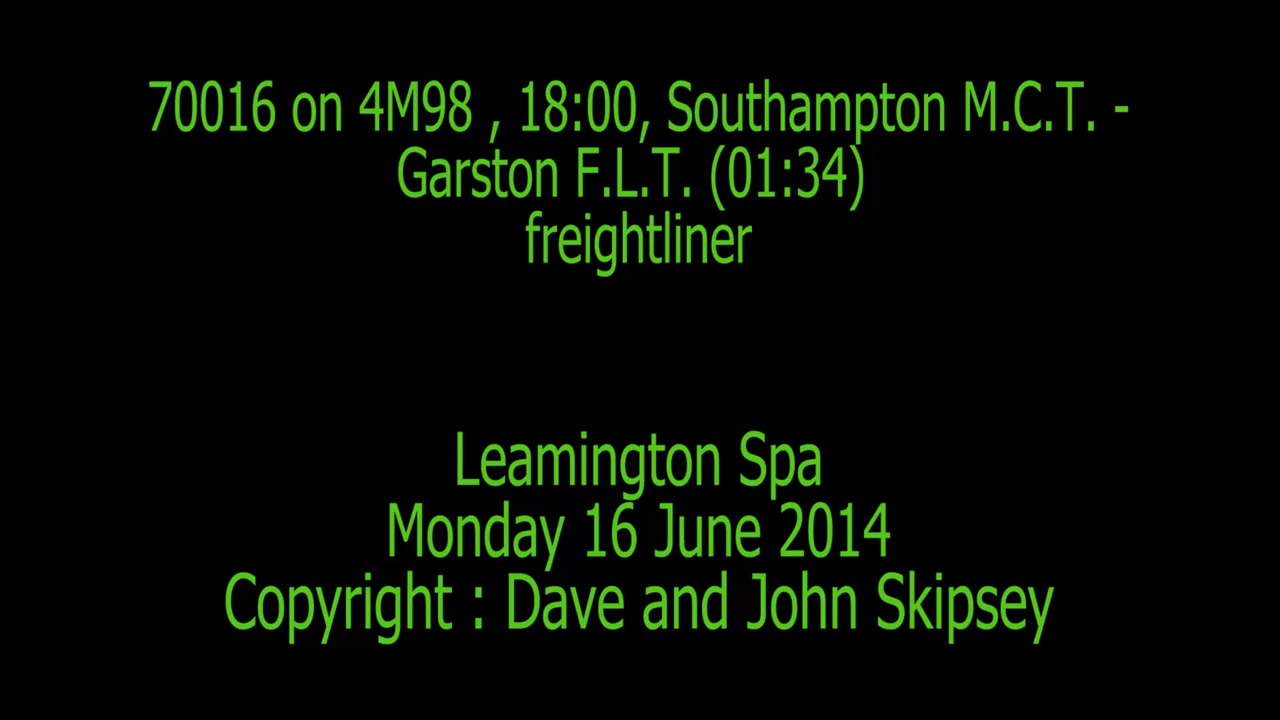 70016 on 4M98 , 18:00, Southampton M.C.T. -
Garston F.L.T. (01:34)
freightliner
Leamington Spa
Monday 16 June 2014
Copyright : Dave and John Skipsey